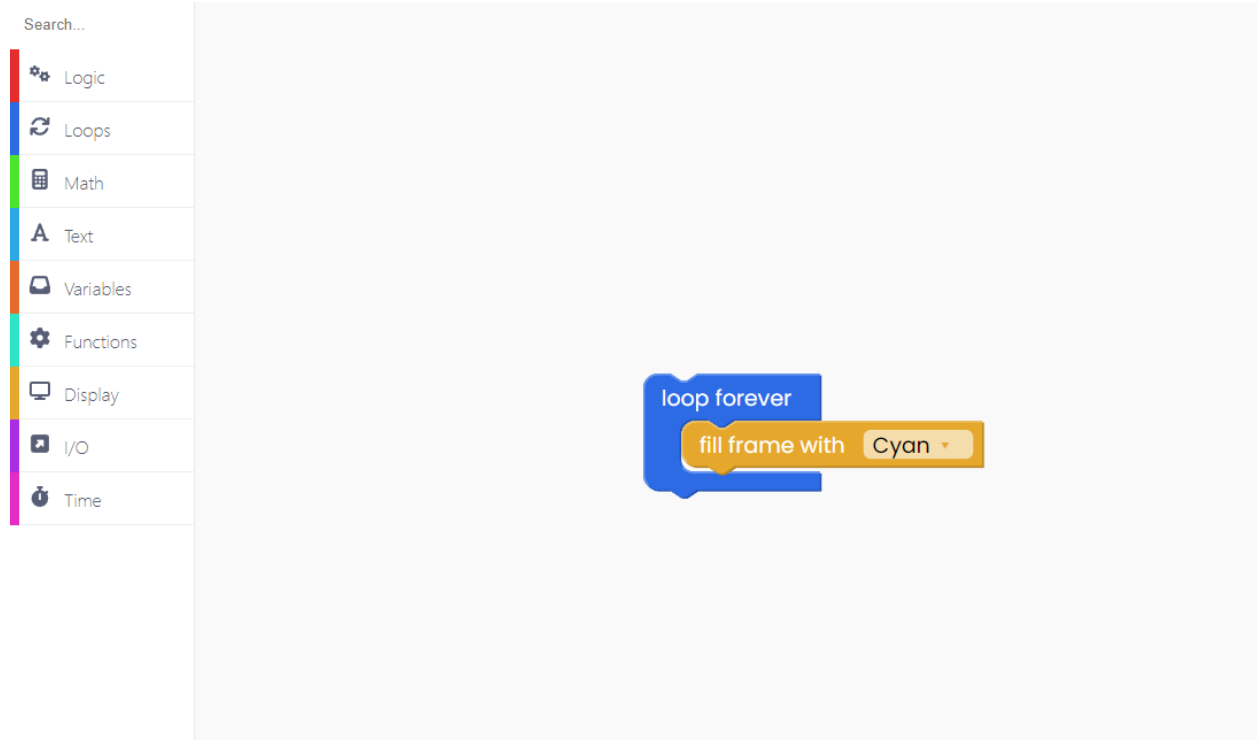 Search...
Logic
Loops
Math
Text
Variables
Functions
Display
I/O
Time
loop forever
fill frame with Cyan